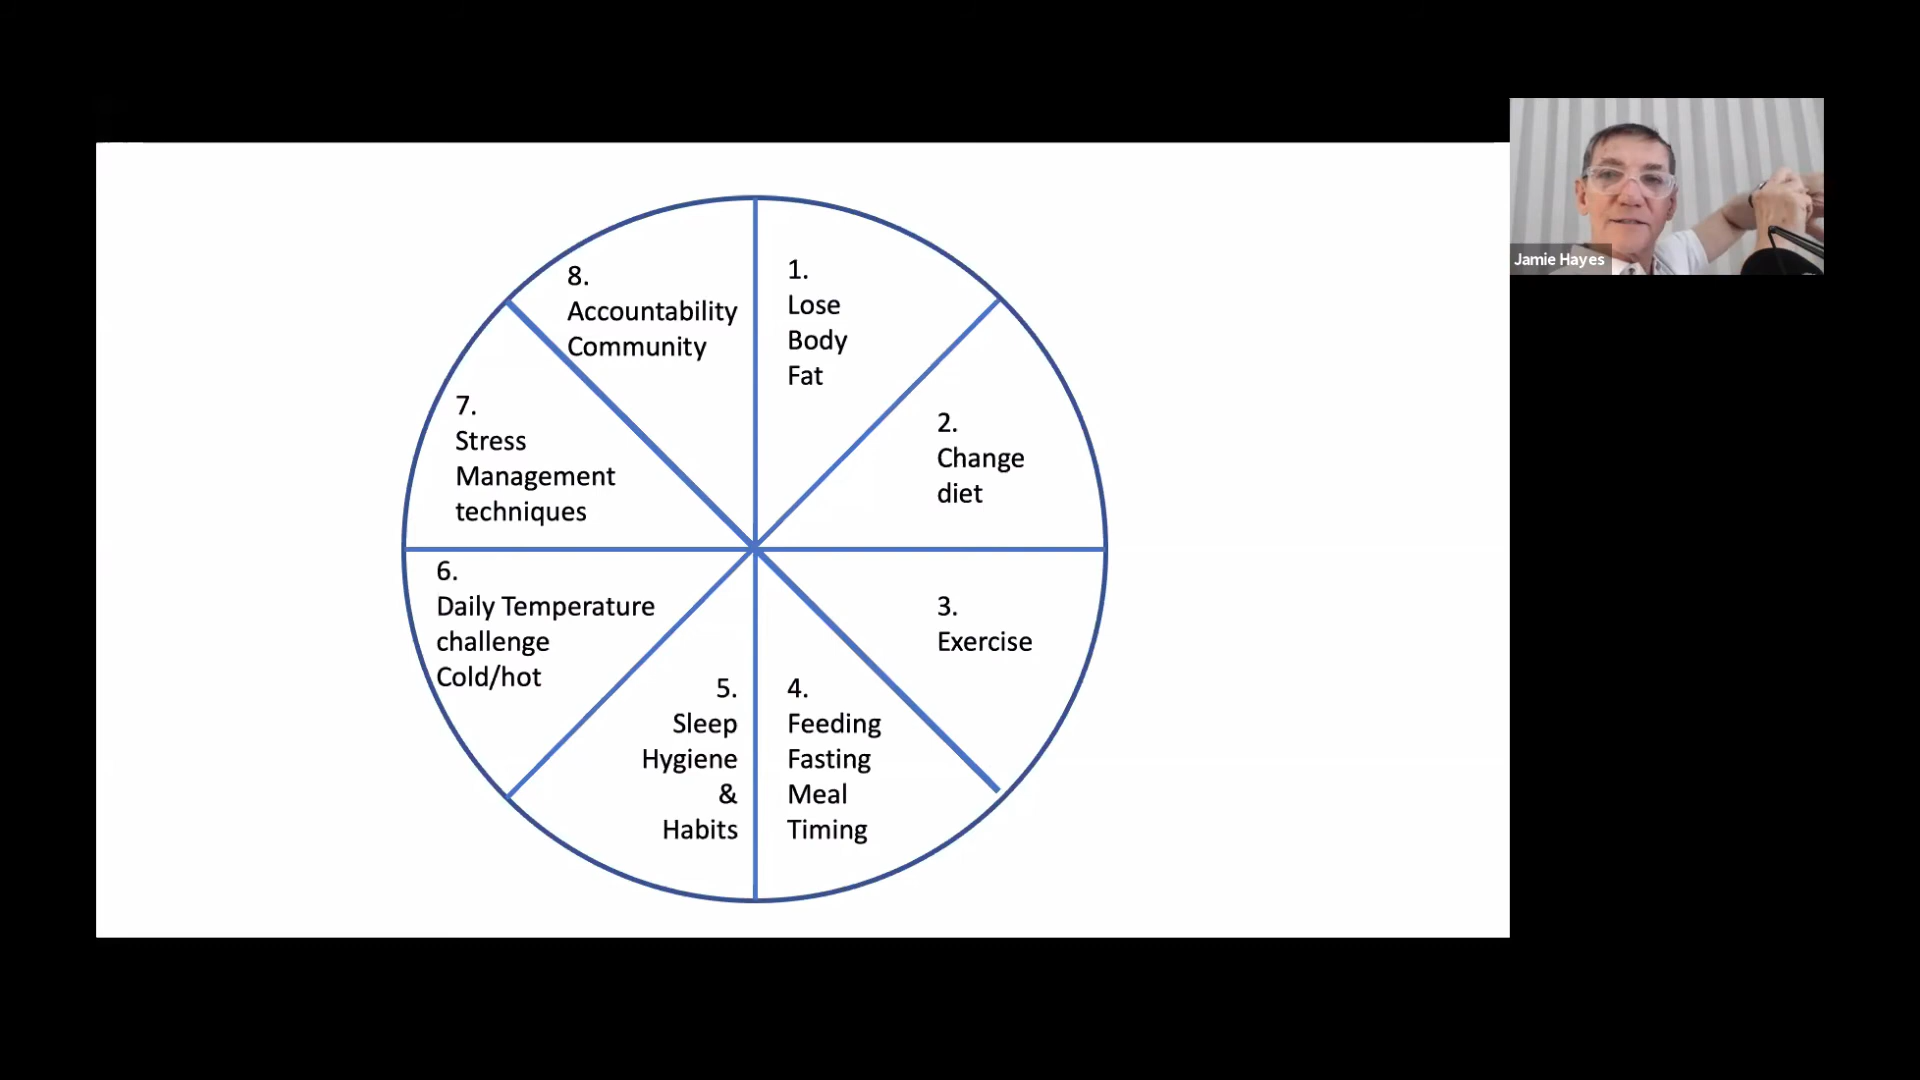 1.
Lose
Body
Fat
2.
Change
diet
3.
Exercise
4.
Feeding
Fasting
Meal
Timing
5.
Sleep
Hygiene
&
Habits
6.
Daily Temperature
challenge
Cold/hot
7.
Stress
Management
techniques
8.
Accountability
Community
Jamie Hayes